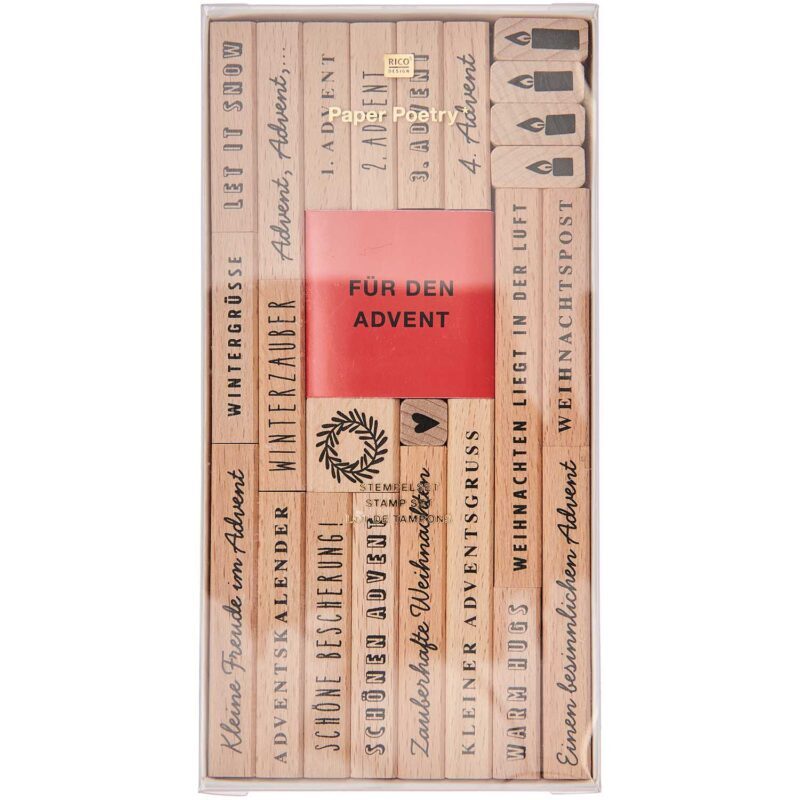 RICO
DESIGN
Paper Poetry
LET IT SNOW
Advent, Advent,...
1. ADVENT
2. ADVENT
3. ADVENT
4. Advent
FÜR DEN
ADVENT
WINTERGRÜSSE
WINTERZAUBER
WEIHNACHTEN LIEGT IN DER LUFT
WEIHNACHTSPOST
STEMPELSET
STAMP SET
DE TAMPONS
Kleine Freude im Advent
ADVENTSKALENDER
SCHÖNE BESCHERUNG!
SCHÖNEN ADVENT
Zauberhafte Weihnachten
KLEINER ADVENTSGRUSS
WARM HUGS
Einen besinnlichen Advent